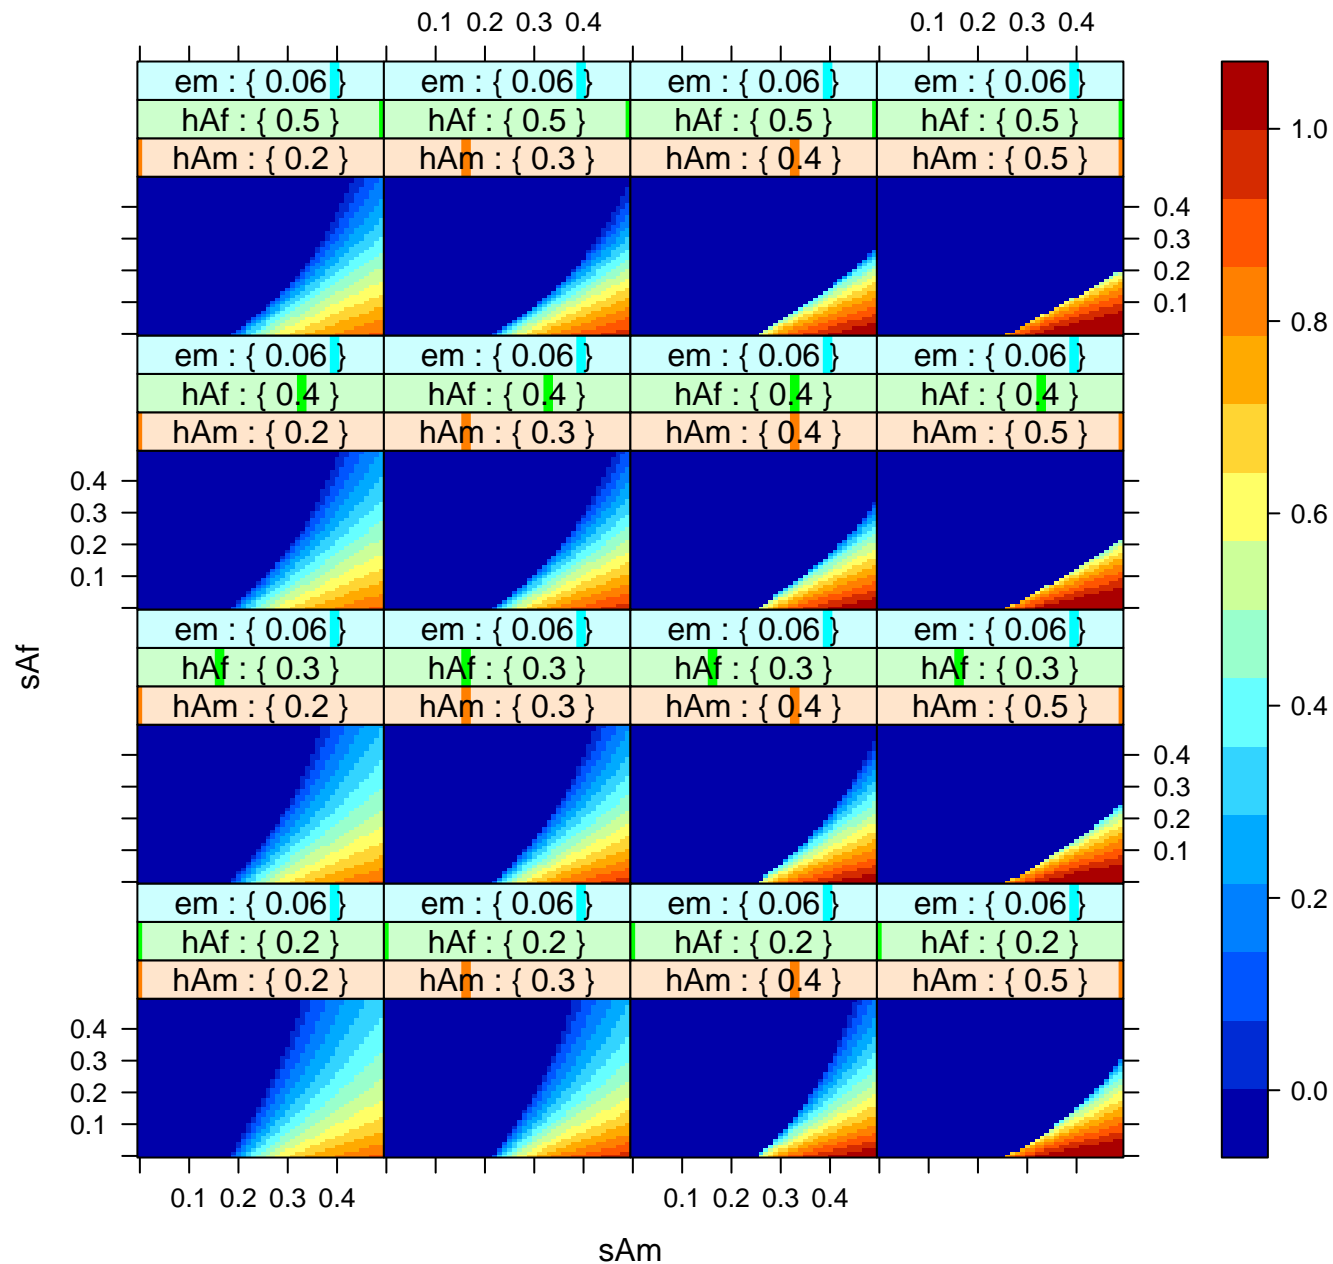 0.1 0.2 0.3 0.4 0.1 0.2 0.3 0.4
em : { 0.06 } em : { 0.06 } em : { 0.06 } em : { 0.06 }
hAf : { 0.5 } hAf : { 0.5 } hAf : { 0.5 } hAf : { 0.5 }
hAm : { 0.2 } hAm : { 0.3 } hAm : { 0.4 } hAm : { 0.5 }
0.4
0.3
0.2
0.1
em : { 0.06 } em : { 0.06 } em : { 0.06 } em : { 0.06 }
hAf : { 0.4 } hAf : { 0.4 } hAf : { 0.4 } hAf : { 0.4 }
hAm : { 0.2 } hAm : { 0.3 } hAm : { 0.4 } hAm : { 0.5 }
0.4
0.3
0.2
0.1
em : { 0.06 } em : { 0.06 } em : { 0.06 } em : { 0.06 }
hAf : { 0.3 } hAf : { 0.3 } hAf : { 0.3 } hAf : { 0.3 }
hAm : { 0.2 } hAm : { 0.3 } hAm : { 0.4 } hAm : { 0.5 }
0.4
0.3
0.2
0.1
em : { 0.06 } em : { 0.06 } em : { 0.06 } em : { 0.06 }
hAf : { 0.2 } hAf : { 0.2 } hAf : { 0.2 } hAf : { 0.2 }
hAm : { 0.2 } hAm : { 0.3 } hAm : { 0.4 } hAm : { 0.5 }
0.4
0.3
0.2
0.1
0.1 0.2 0.3 0.4 0.1 0.2 0.3 0.4
sAm
sAf
1.0
0.8
0.6
0.4
0.2
0.0